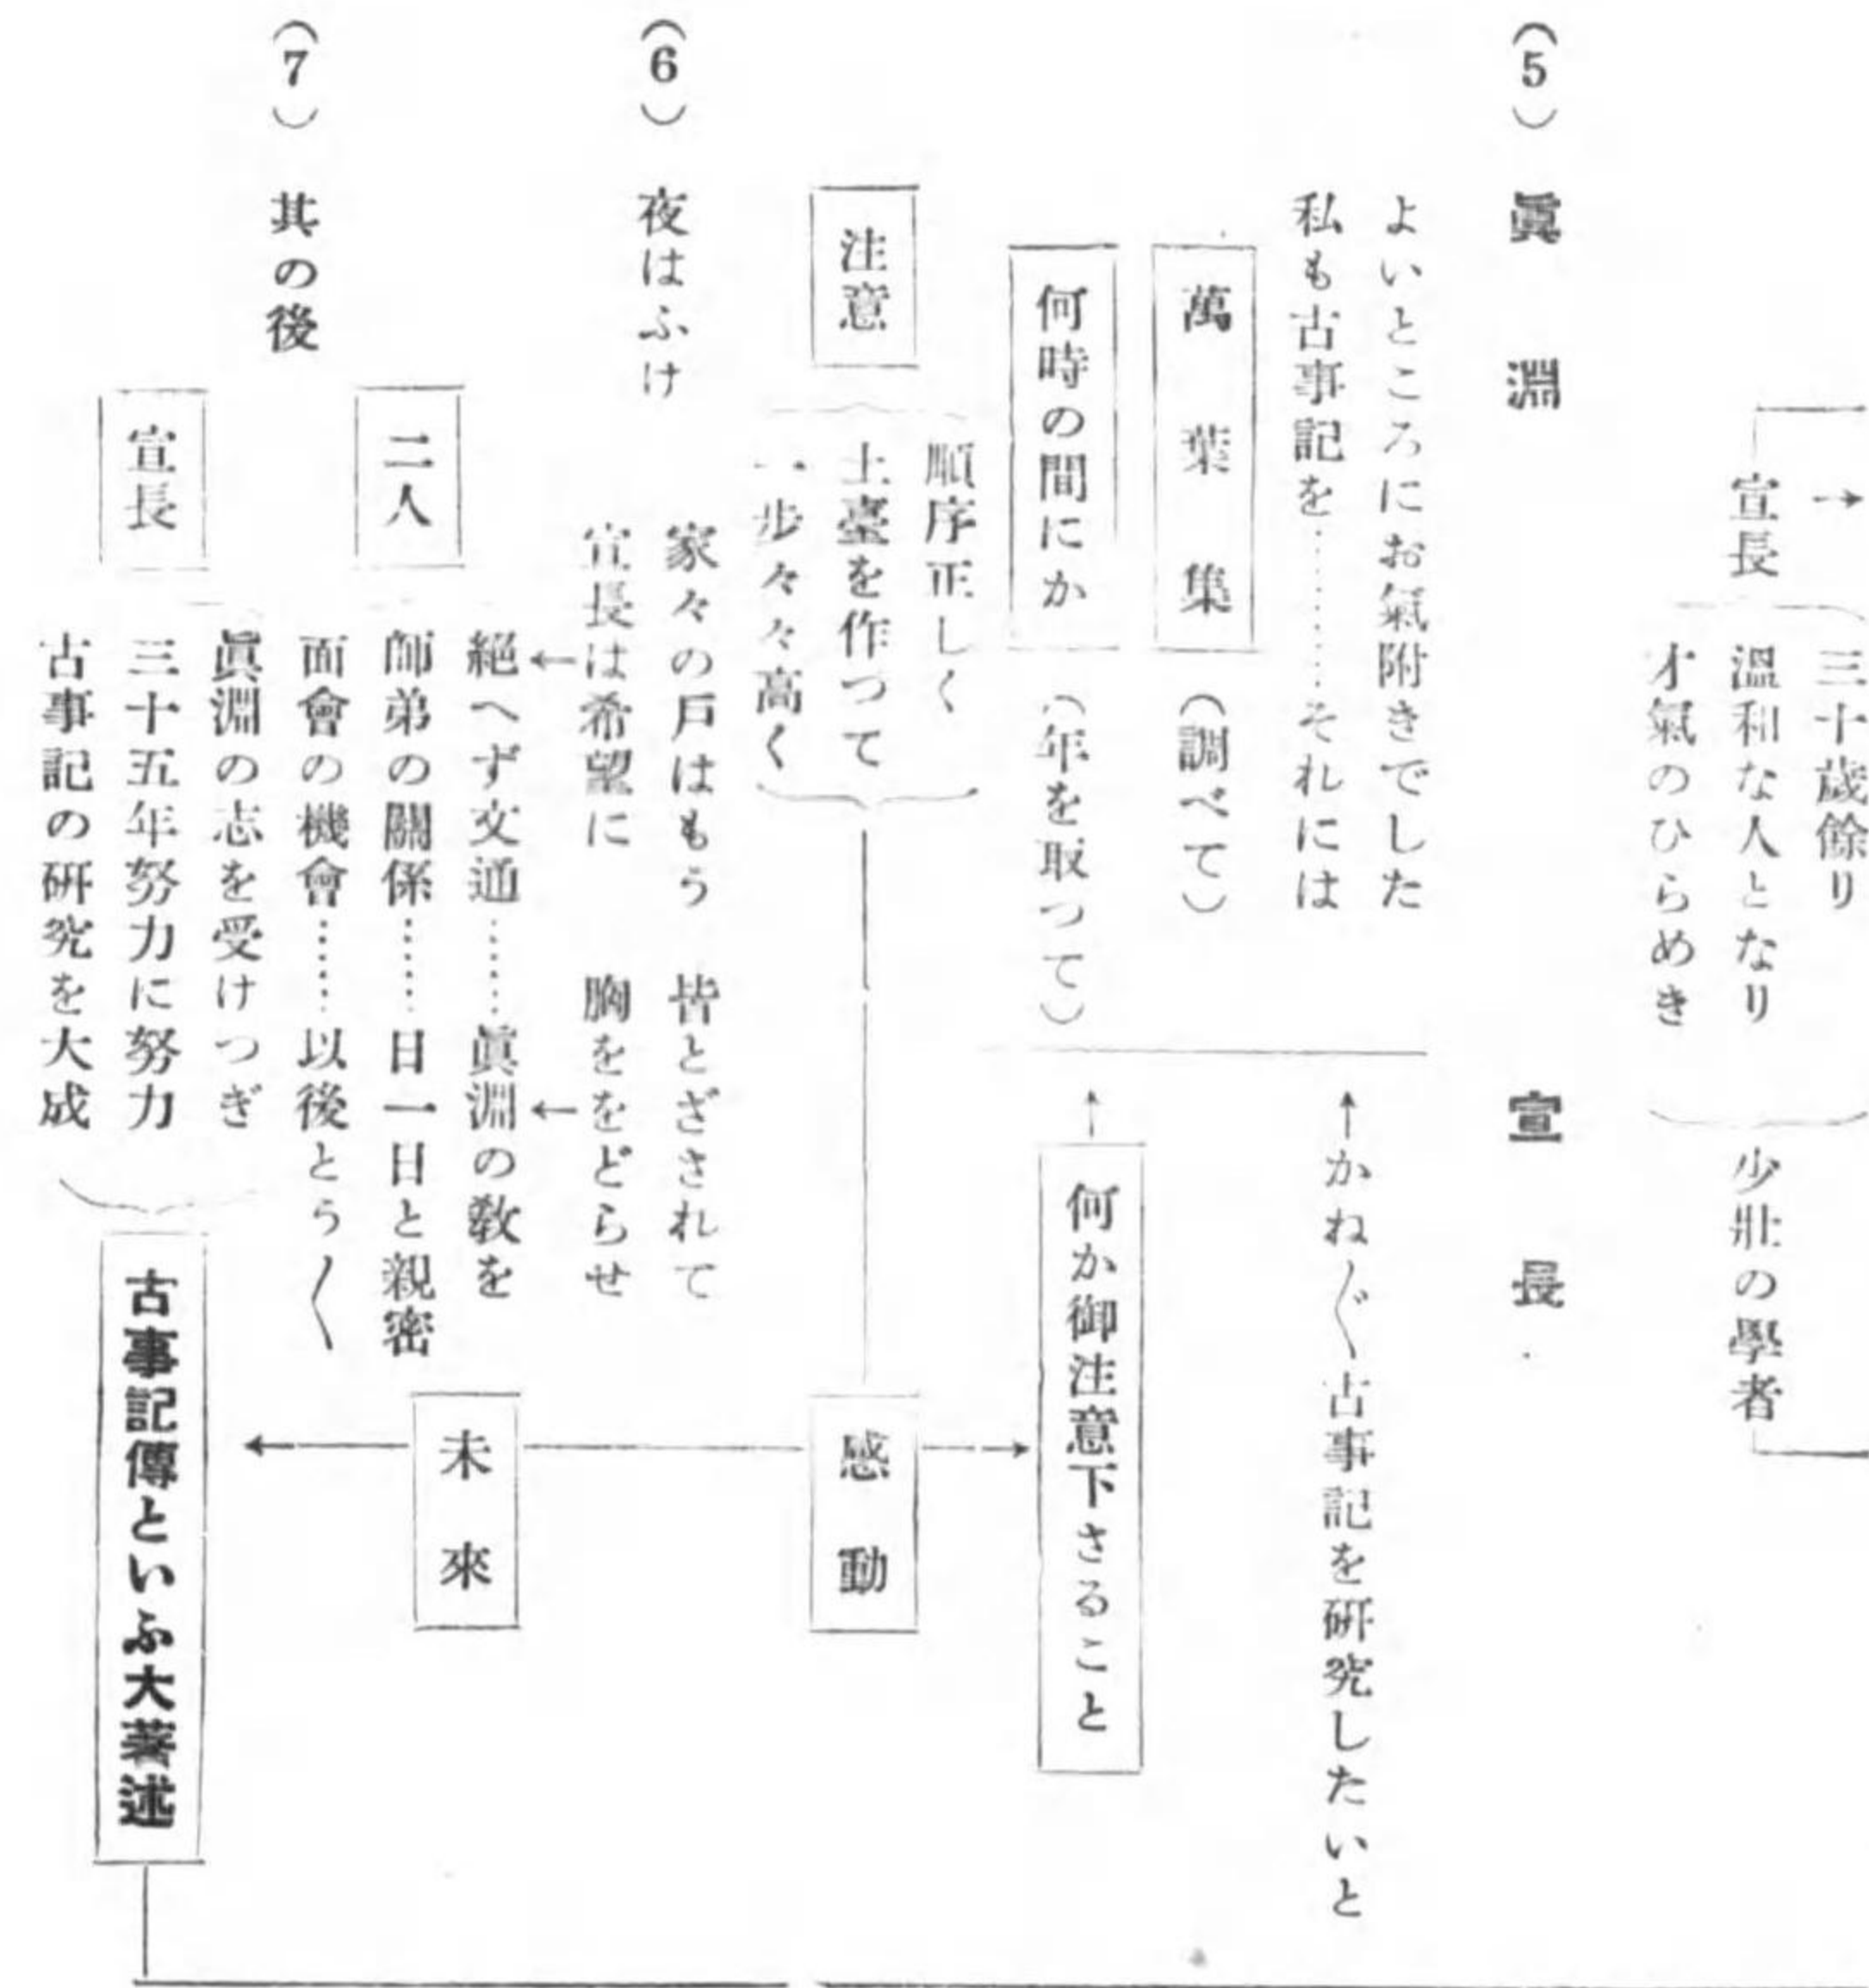 三十歳餘り
→宣長 溫和な人となり 少壯の學者
才氣のひらめき
(5) 眞淵 宣長
よいところにお氣附きでした
↑かねﾞ〲古事記を研究したいと
私も古事記を………それには
萬葉集(調べて)
何時の間にか(年を取つて)
↑何か御注意下さること
順序正しく
注意 土臺を作つて 感動
一步々々高く
(6) 夜はふけ 家々の戸はもう 皆とざされて
宣長は希望に 胸ををどらせ
(7) 其の後
絕へず文通……眞淵の敎を
二人 師弟の關係……日一日と親密 未來
面會の機會……以後とう〱
眞淵の志を受けつぎ
宣長 三十五年努力に努力 古事記傳といふ大著述
古事記の硏究を大成